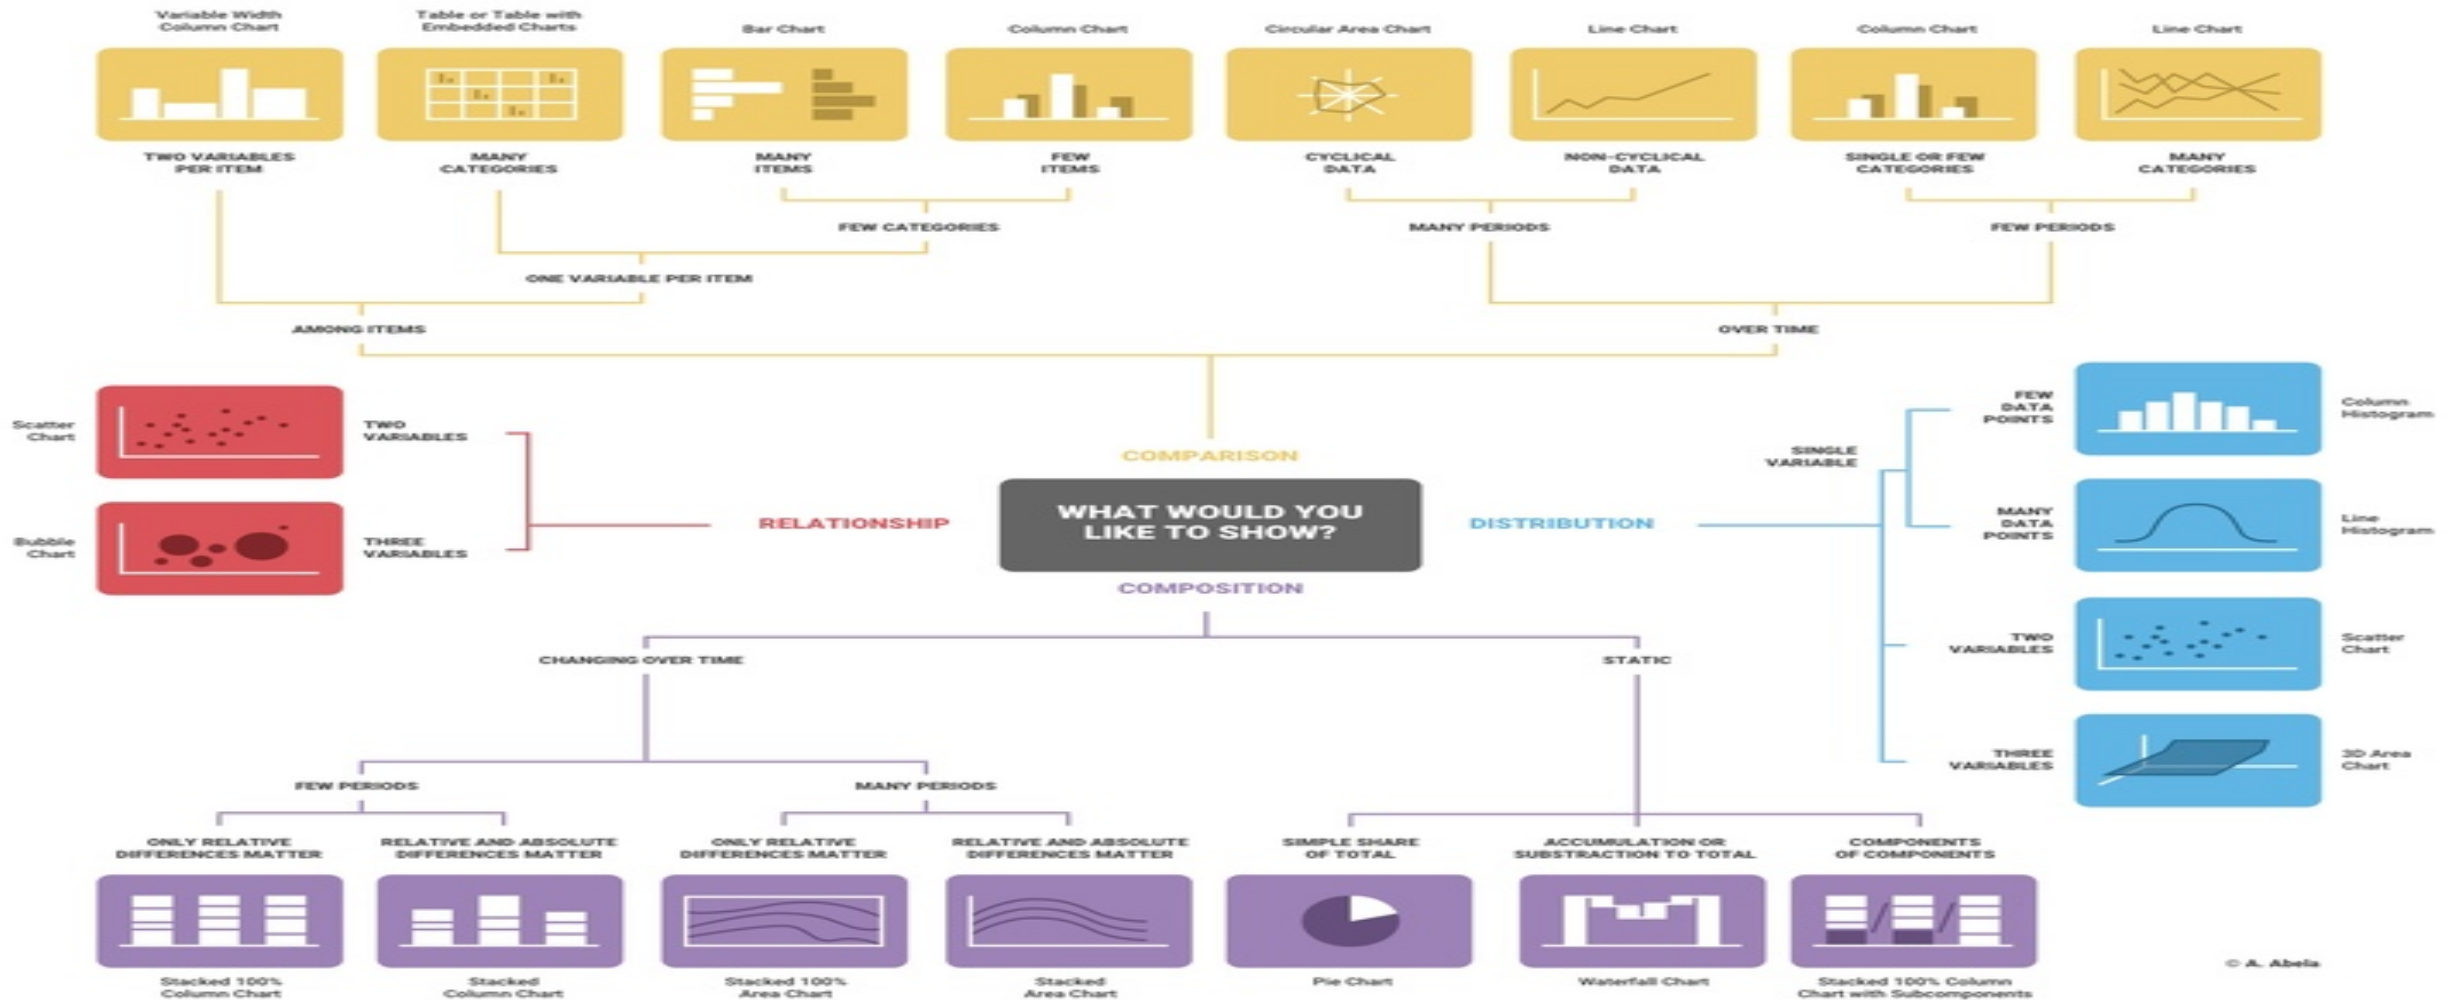 Variable Width
Column Chart
Table or Table with
Embedded Charts
Bar Chart
Column Chart
Circular Area Chart
Line Chart
Column Chart
Line Chart
TWO VARIABLES
PER ITEM
MANY
CATEGORIES
MANY
ITEMS
FEW
ITEMS
CYCLICAL
DATA
NON-CYCLICAL
DATA
SINGLE OR FEW
CATEGORIES
MANY
CATEGORIES
FEW CATEGORIES
MANY PERIODS
FEW PERIODS
ONE VARIABLE PER ITEM
AMONG ITEMS
OVER TIME
COMPARISON
WHAT WOULD YOU
LIKE TO SHOW?
RELATIONSHIP
TWO
VARIABLES
Scatter
Chart
THREE
VARIABLES
Bubble
Chart
DISTRIBUTION
SINGLE
VARIABLE
FEW
DATA
POINTS
Column
Histogram
MANY
DATA
POINTS
Line
Histogram
TWO
VARIABLES
Scatter
Chart
THREE
VARIABLES
3D Area
Chart
COMPOSITION
CHANGING OVER TIME
STATIC
FEW PERIODS
MANY PERIODS
ONLY RELATIVE
DIFFERENCES MATTER
RELATIVE AND ABSOLUTE
DIFFERENCES MATTER
ONLY RELATIVE
DIFFERENCES MATTER
RELATIVE AND ABSOLUTE
DIFFERENCES MATTER
SIMPLE SHARE
OF TOTAL
ACCUMULATION OR
SUBSTRACTION TO TOTAL
COMPONENTS
OF COMPONENTS
Stacked 100%
Column Chart
Stacked
Column Chart
Stacked 100%
Area Chart
Stacked
Area Chart
Pie Chart
Waterfall Chart
Stacked 100% Column
Chart with Subcomponents
© A. Abela